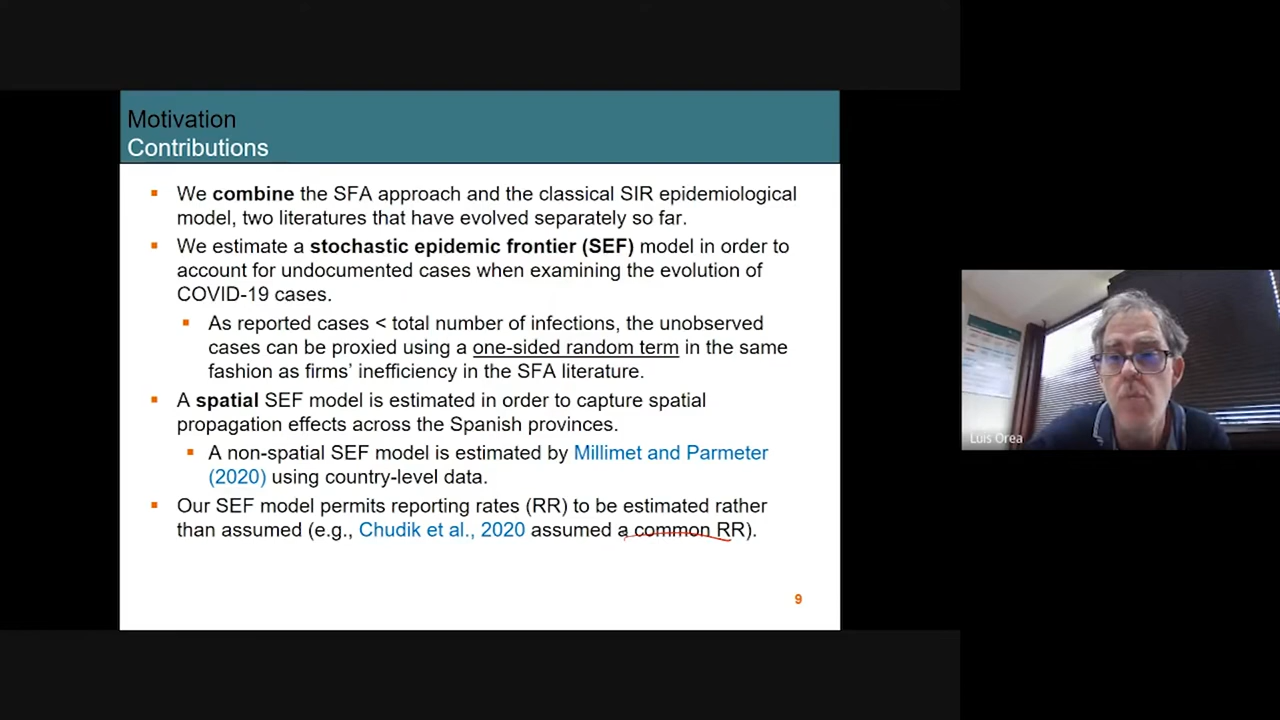 Motivation
Contributions
▪ We combine the SFA approach and the classical SIR epidemiological
model, two literatures that have evolved separately so far.
▪ We estimate a stochastic epidemic frontier (SEF) model in order to
account for undocumented cases when examining the evolution of
COVID-19 cases.
▪ As reported cases < total number of infections, the unobserved
cases can be proxied using a one-sided random term in the same
fashion as firms' inefficiency in the SFA literature.
▪ A spatial SEF model is estimated in order to capture spatial
propagation effects across the Spanish provinces.
▪ A non-spatial SEF model is estimated by Millimet and Parmeter
(2020) using country-level data.
▪ Our SEF model permits reporting rates (RR) to be estimated rather
than assumed (e.g., Chudik et al., 2020 assumed a common RR).
9
Luis Orea